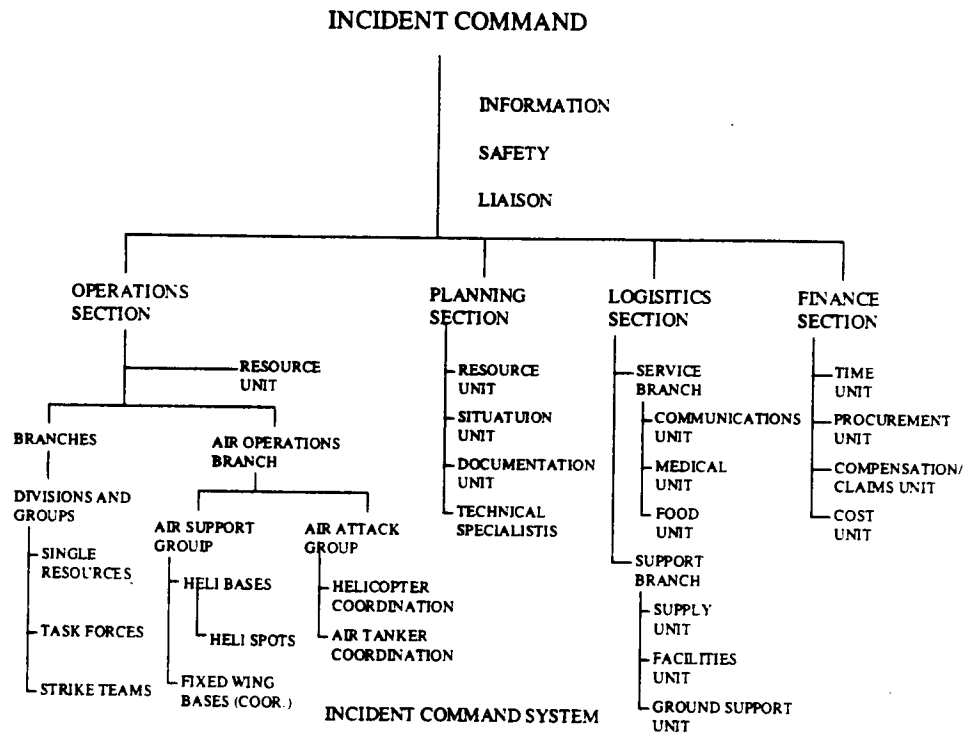 INCIDENT COMMAND
INFORMATION
SAFETY
LIAISON
OPERATIONS
SECTION
RESOURCE
UNIT
BRANCHES
AIR OPERATIONS
BRANCH
DIVISIONS AND
GROUPS
SINGLE
RESOURCES
TASK FORCES
STRIKE TEAMS
AIR SUPPORT
GROUIP
HELI BASES
HELI SPOTS
FIXED WING
BASES (COOR.)
AIR ATTACK
GROUP
HELICOPTER
COORDINATION
AIR TANKER
COORDINATION
PLANNING
SECTION
RESOURCE
UNIT
SITUATUION
UNIT
DOCUMENTATION
UNIT
TECHNICAL
SPECIALISTIS
LOGISITICS
SECTION
SERVICE
BRANCH
COMMUNICATIONS
UNIT
MEDICAL
UNIT
FOOD
UNIT
SUPPORT
BRANCH
SUPPLY
UNIT
FACILITIES
UNIT
GROUND SUPPORT
UNIT
FINANCE
SECTION
TIME
UNIT
PROCUREMENT
UNIT
COMPENSATION/
CLAIMS UNIT
COST
UNIT
INCIDENT COMMAND SYSTEM